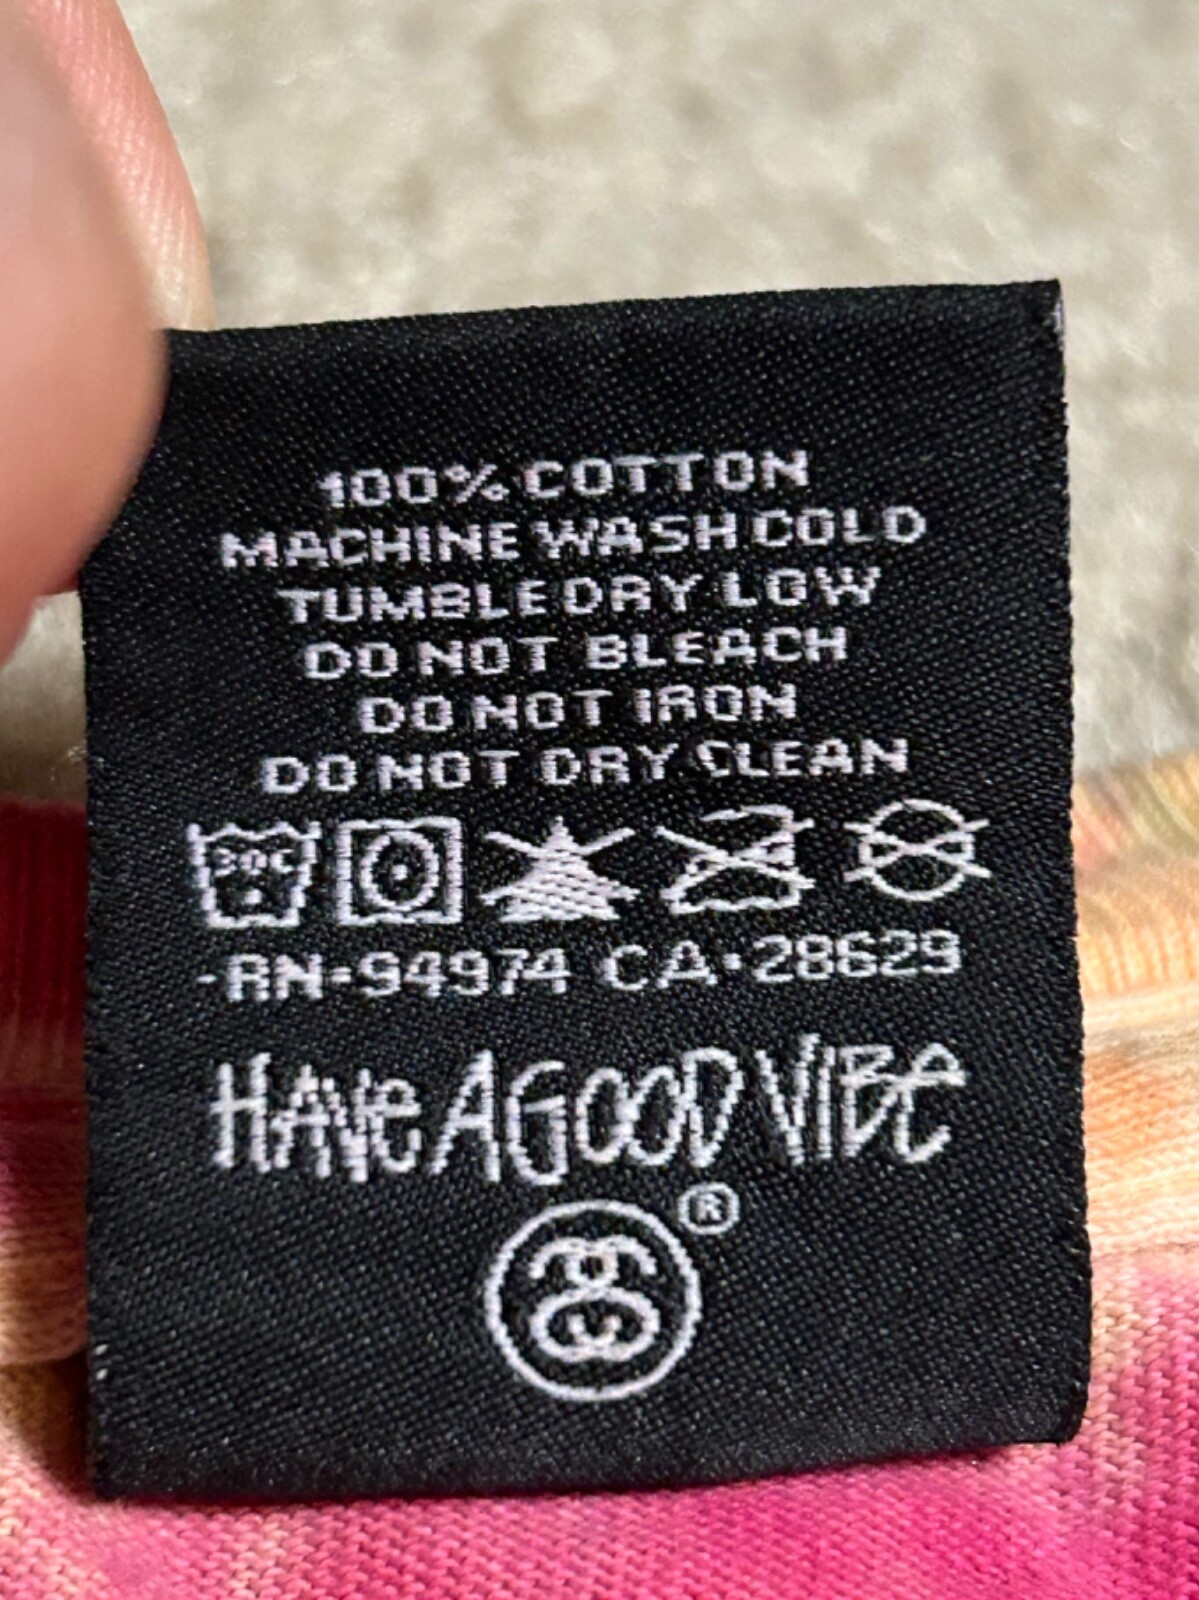 100% COTTON
MACHINE WASH COLD
TUMBLE DRY LOW
DO NOT BLEACH
DO NOT IRON
DO NOT DRY CLEAN
30C
-RN-94974 CA•28629
HAVE A GOOD VIBE
®